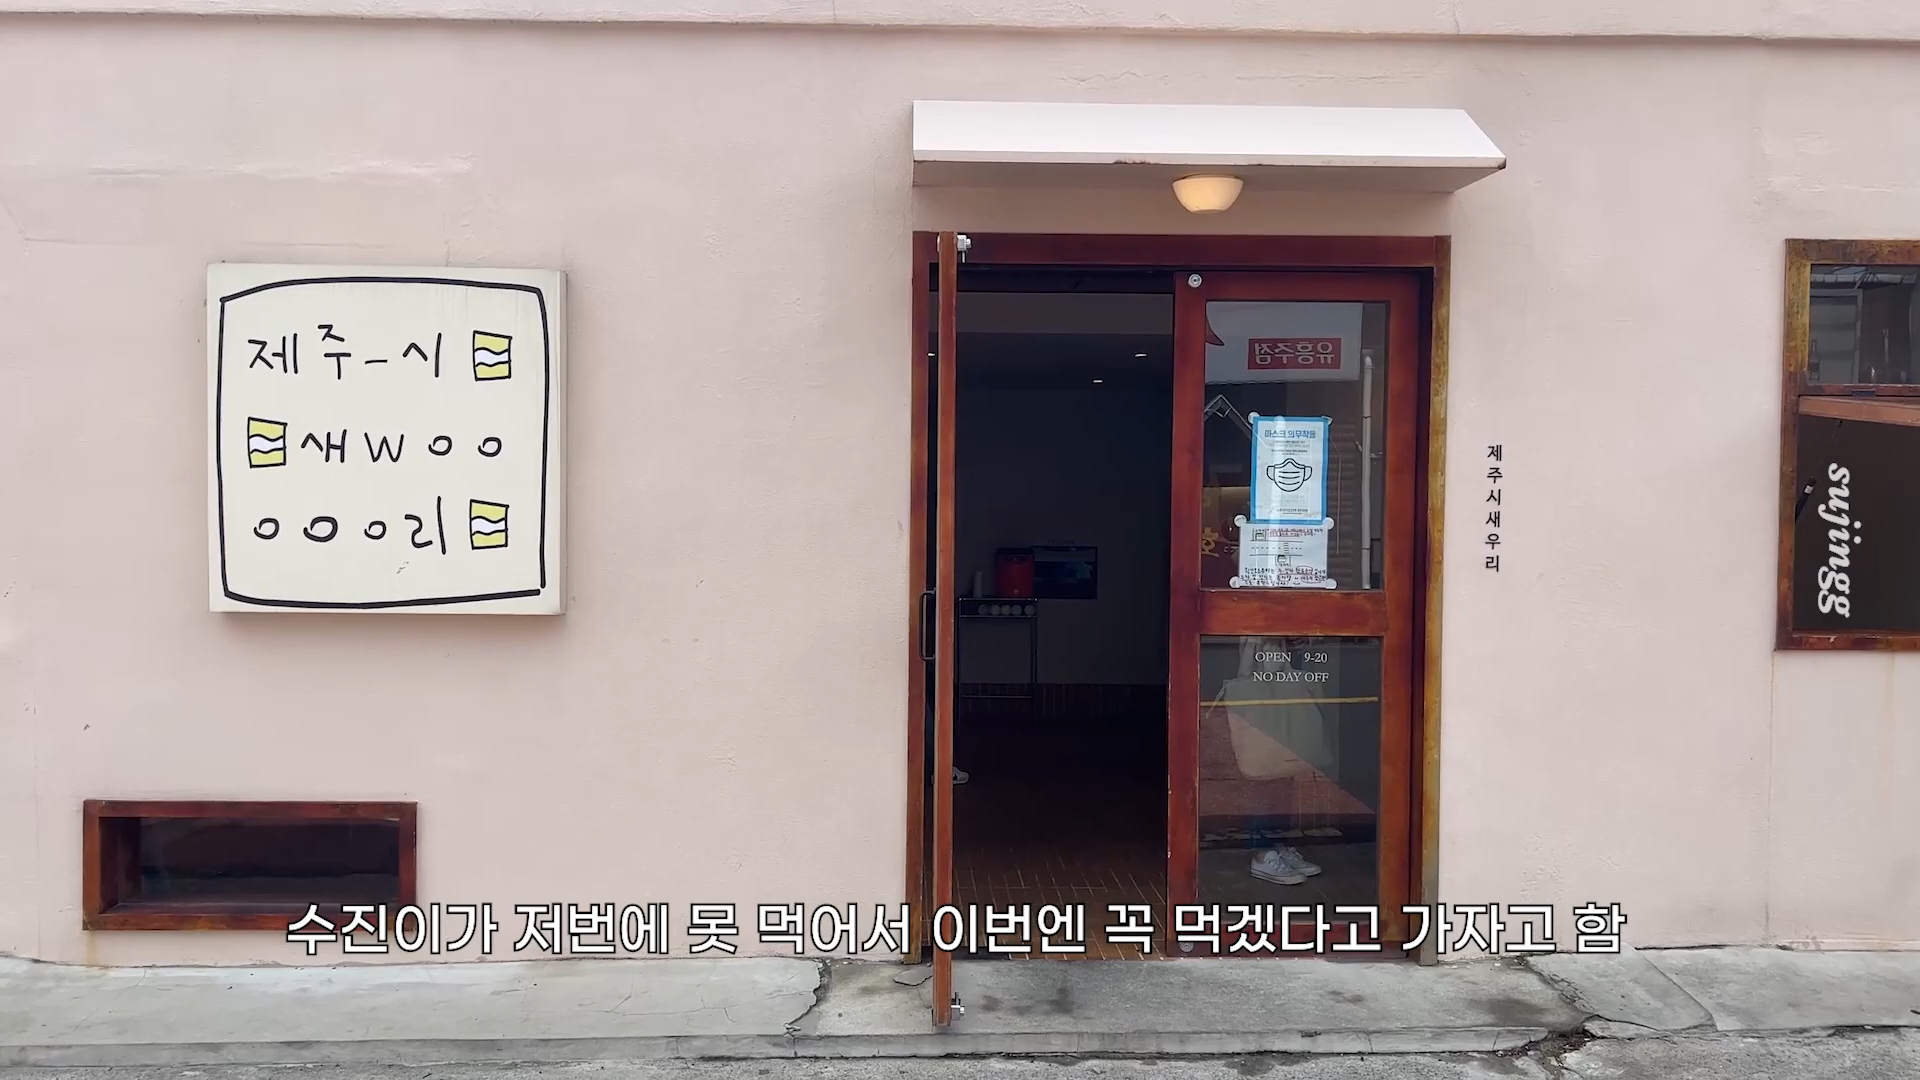 제주_시
새woo
ooo리
유흥주점
마스크 의무착용
OPEN 9-20
NO DAY OFF
제주시새우리
sujingg
수진이가 저번에 못 먹어서 이번엔 꼭 먹겠다고 가자고 함